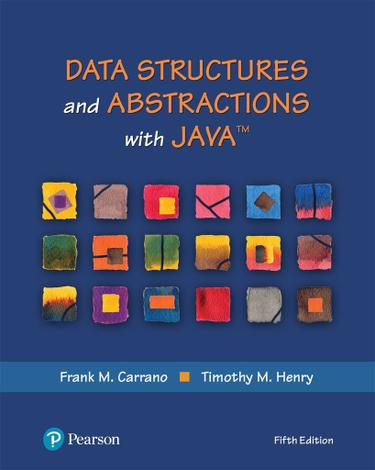 DATA STRUCTURES
and ABSTRACTIONS
with JAVA™
Frank M. Carrano ■ Timothy M. Henry
P Pearson
Fifth Edition